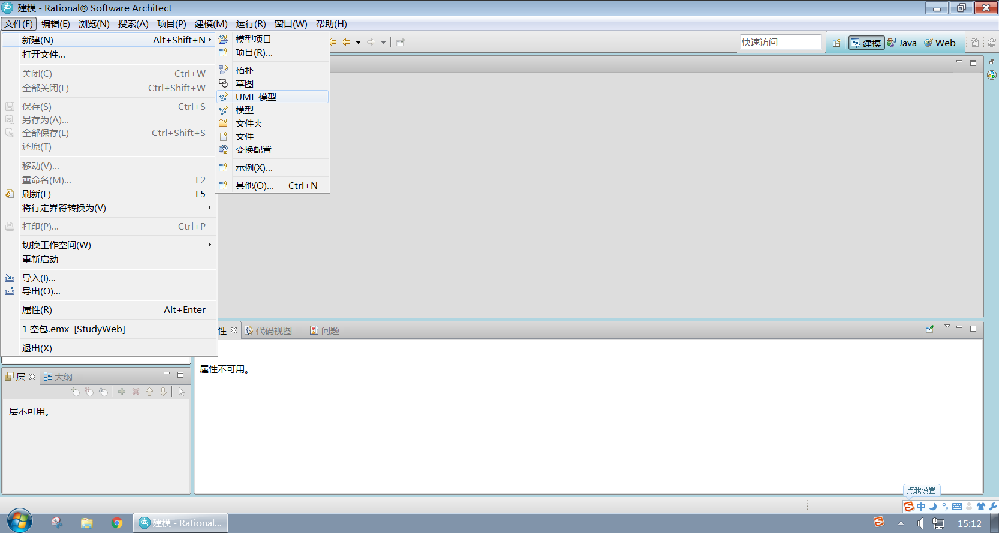 建模 - Rational® Software Architect
文件(F) 编辑(E) 浏览(N) 搜索(A) 项目(P) 建模(M) 运行(R) 窗口(W) 帮助(H)
快速访问
建模 Java Web
新建(N) Alt+Shift+N
打开文件...
关闭(C) Ctrl+W
全部关闭(L) Ctrl+Shift+W
保存(S) Ctrl+S
另存为(A)...
全部保存(E) Ctrl+Shift+S
还原(T)
移动(V)...
重命名(M)... F2
刷新(F) F5
将行定界符转换为(V)
打印(P)... Ctrl+P
切换工作空间(W)
重新启动
导入(I)...
导出(O)...
属性(R) Alt+Enter
1 空包.emx [StudyWeb]
退出(X)
模型项目
项目(R)...
拓扑
草图
UML 模型
模型
文件夹
文件
变换配置
示例(X)...
其他(O)... Ctrl+N
性 代码视图 问题
属性不可用。
层 大纲
层不可用。
点我设置
中
建模 - Rational...
15:12